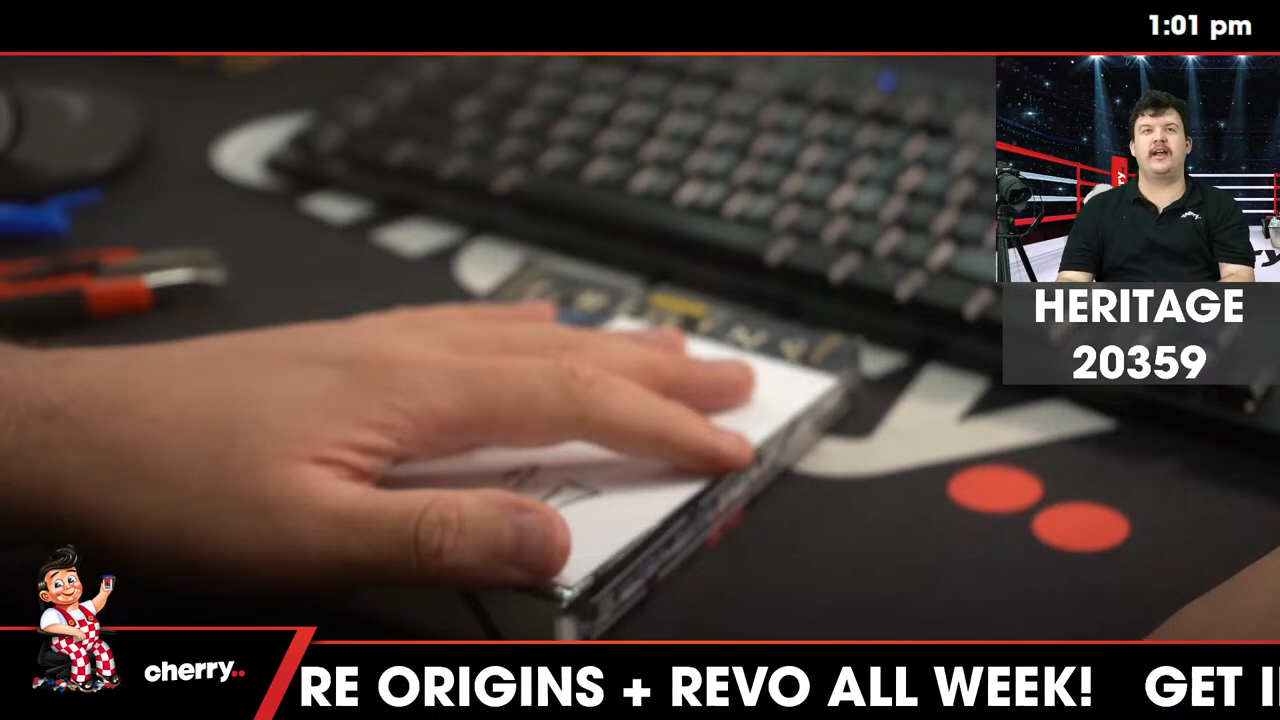 1:01 pm
HERITAGE
20359
cherry..
RE ORIGINS + REVO ALL WEEK! GET I